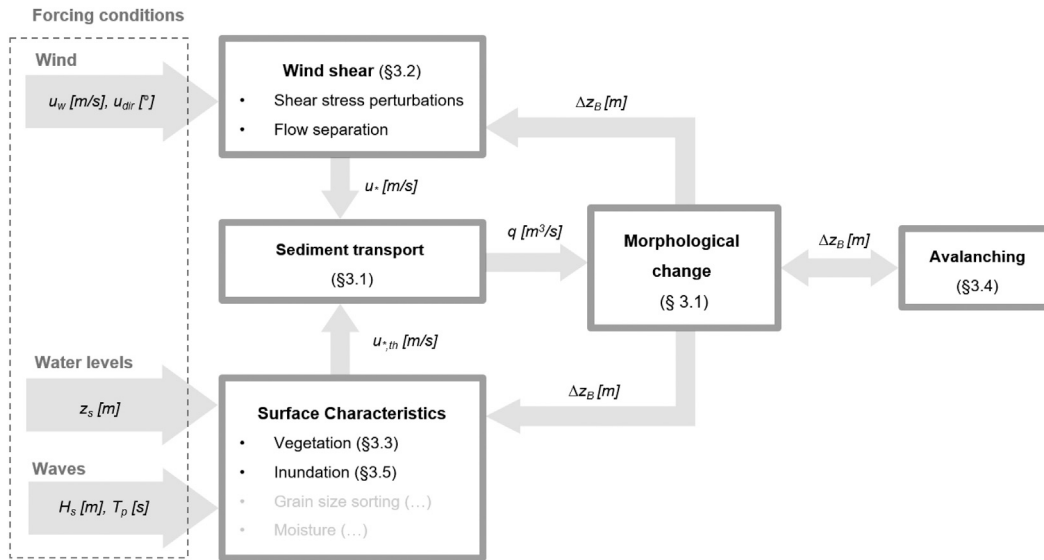 Forcing conditions
Wind
u_w [m/s], u_dir [°]
Wind shear (§3.2)
• Shear stress perturbations
• Flow separation
Δz_B [m]
u_* [m/s]
Sediment transport
(§3.1)
q [m³/s]
Morphological
change
(§ 3.1)
Δz_B [m]
Avalanching
(§3.4)
u_*,th [m/s]
Water levels
z_s [m]
Δz_B [m]
Surface Characteristics
• Vegetation (§3.3)
• Inundation (§3.5)
• Grain size sorting (…)
• Moisture (…)
Waves
H_s [m], T_p [s]